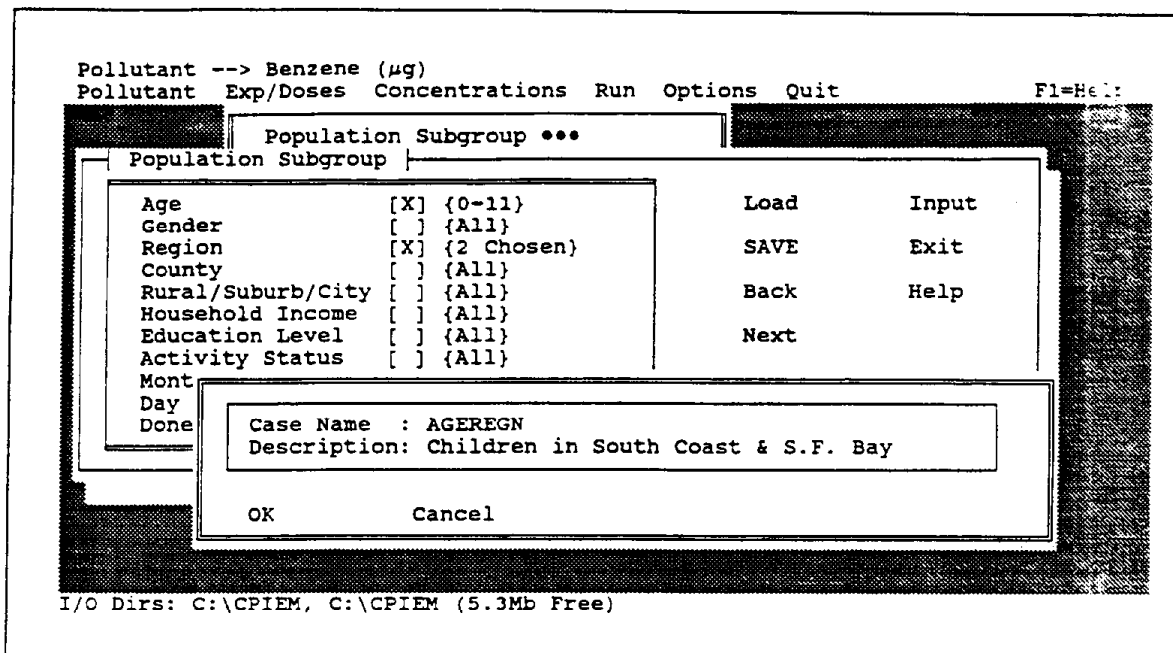 Pollutant --> Benzene (µg)
Pollutant Exp/Doses Concentrations Run Options Quit
Population Subgroup •••
Population Subgroup
Age [X] {0-11}
Gender [ ] {All}
Region [X] {2 Chosen}
County [ ] {All}
Rural/Suburb/City [ ] {All}
Household Income [ ] {All}
Education Level [ ] {All}
Activity Status [ ] {All}
Mont
Day
Done
Load Input
SAVE Exit
Back Help
Next
Case Name : AGEREGN
Description: Children in South Coast & S.F. Bay
OK Cancel
I/O Dirs: C:\CPIEM, C:\CPIEM (5.3Mb Free)